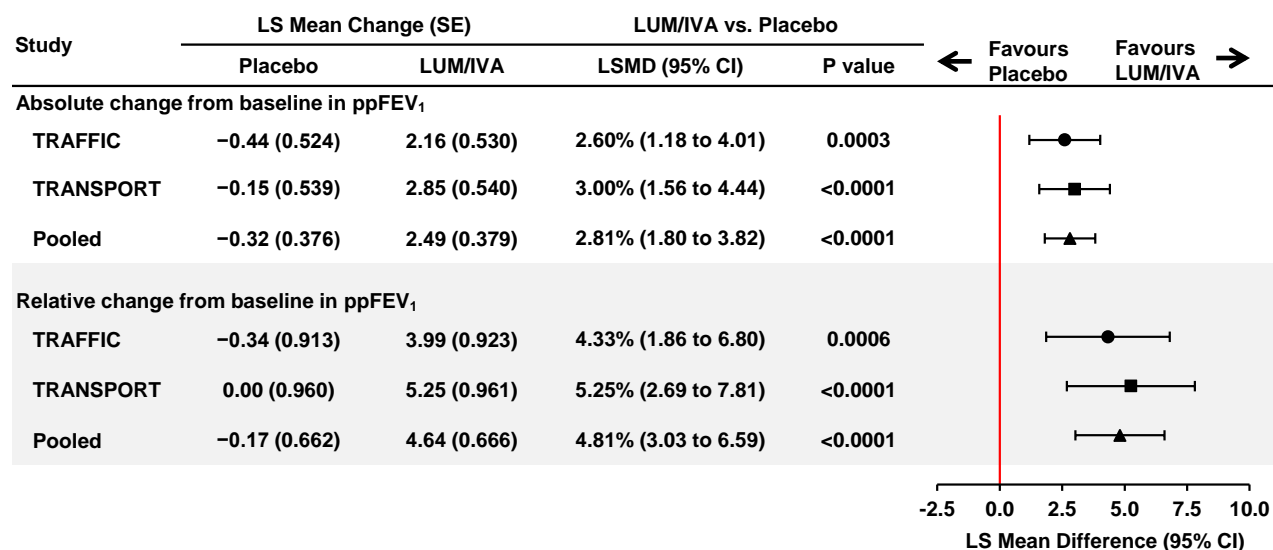 Study LS Mean Change (SE) LUM/IVA vs. Placebo
Placebo LUM/IVA LSMD (95% CI) P value ← Favours Placebo Favours LUM/IVA →
Absolute change from baseline in ppFEV₁
TRAFFIC −0.44 (0.524) 2.16 (0.530) 2.60% (1.18 to 4.01) 0.0003
TRANSPORT −0.15 (0.539) 2.85 (0.540) 3.00% (1.56 to 4.44) <0.0001
Pooled −0.32 (0.376) 2.49 (0.379) 2.81% (1.80 to 3.82) <0.0001
Relative change from baseline in ppFEV₁
TRAFFIC −0.34 (0.913) 3.99 (0.923) 4.33% (1.86 to 6.80) 0.0006
TRANSPORT 0.00 (0.960) 5.25 (0.961) 5.25% (2.69 to 7.81) <0.0001
Pooled −0.17 (0.662) 4.64 (0.666) 4.81% (3.03 to 6.59) <0.0001
-2.5 0.0 2.5 5.0 7.5 10.0
LS Mean Difference (95% CI)